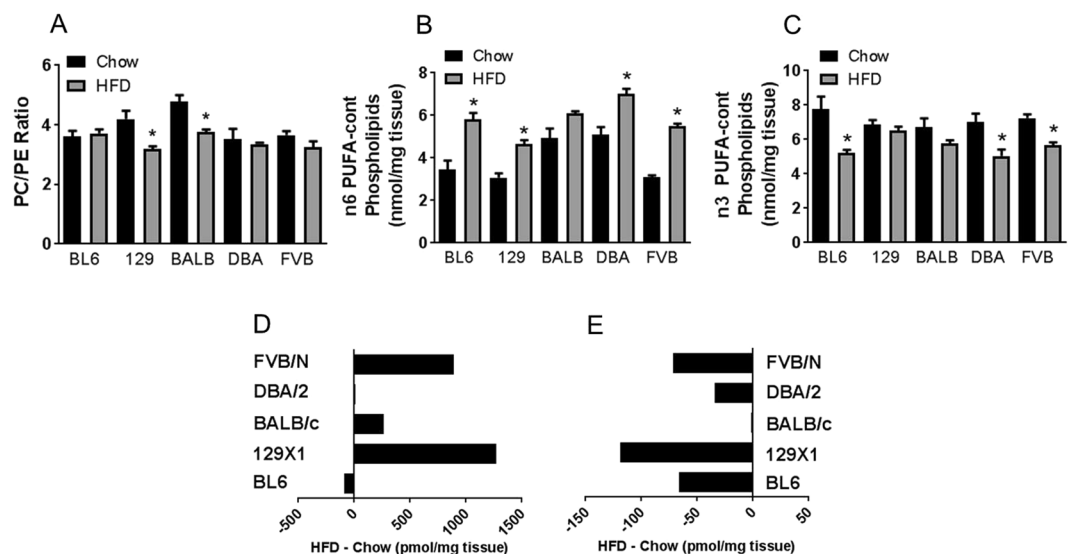 A
Chow
HFD
PC/PE Ratio
6
4
2
0
*
*
BL6 129 BALB DBA FVB
B
Chow
HFD
n6 PUFA-cont
Phospholipids
(nmol/mg tissue)
8
6
4
2
0
*
*
*
*
BL6 129 BALB DBA FVB
C
Chow
HFD
n3 PUFA-cont
Phospholipids
(nmol/mg tissue)
10
8
6
4
2
0
*
*
*
BL6 129 BALB DBA FVB
D
FVB/N
DBA/2
BALB/c
129X1
BL6
-500 0 500 1000 1500
HFD - Chow (pmol/mg tissue)
E
FVB/N
DBA/2
BALB/c
129X1
BL6
-150 -100 -50 0 50
HFD - Chow (pmol/mg tissue)